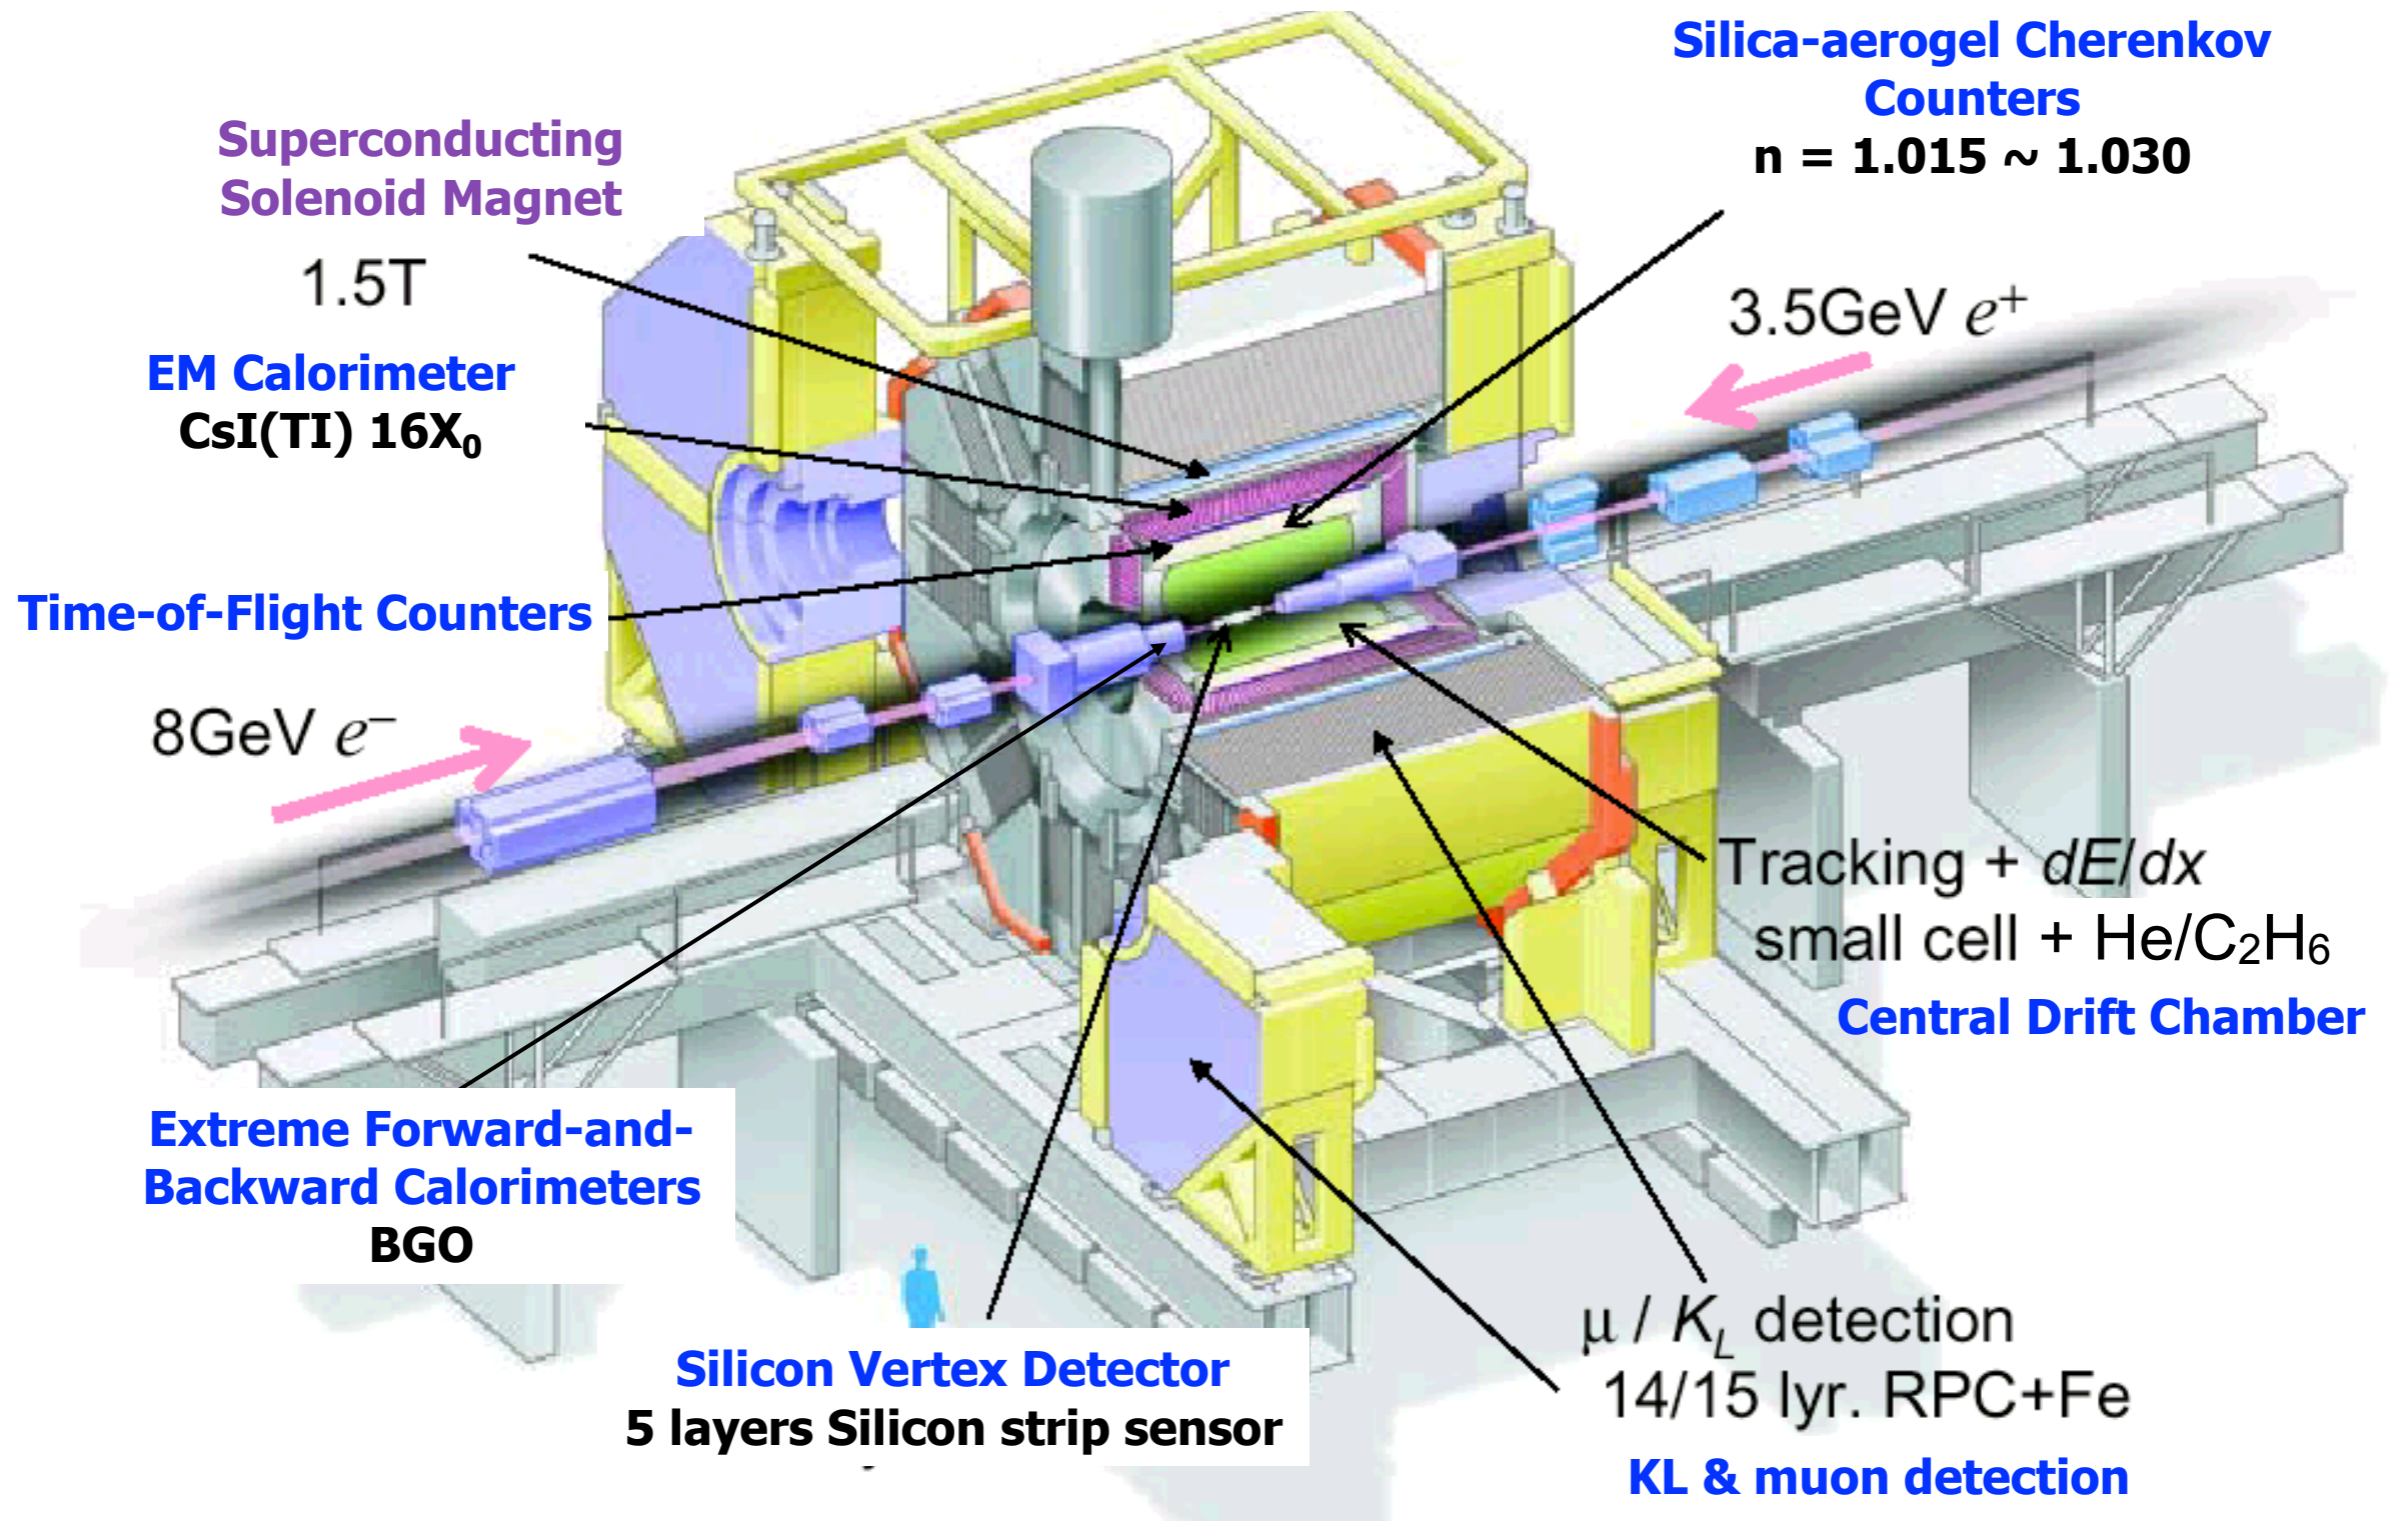 Silica-aerogel Cherenkov
Counters
n = 1.015 ~ 1.030
Superconducting
Solenoid Magnet
1.5T
3.5GeV e⁺
EM Calorimeter
CsI(TI) 16X₀
Time-of-Flight Counters
8GeV e⁻
Tracking + dE/dx
small cell + He/C₂H₆
Central Drift Chamber
Extreme Forward-and-
Backward Calorimeters
BGO
Silicon Vertex Detector
5 layers Silicon strip sensor
μ / K_L detection
14/15 lyr. RPC+Fe
KL & muon detection